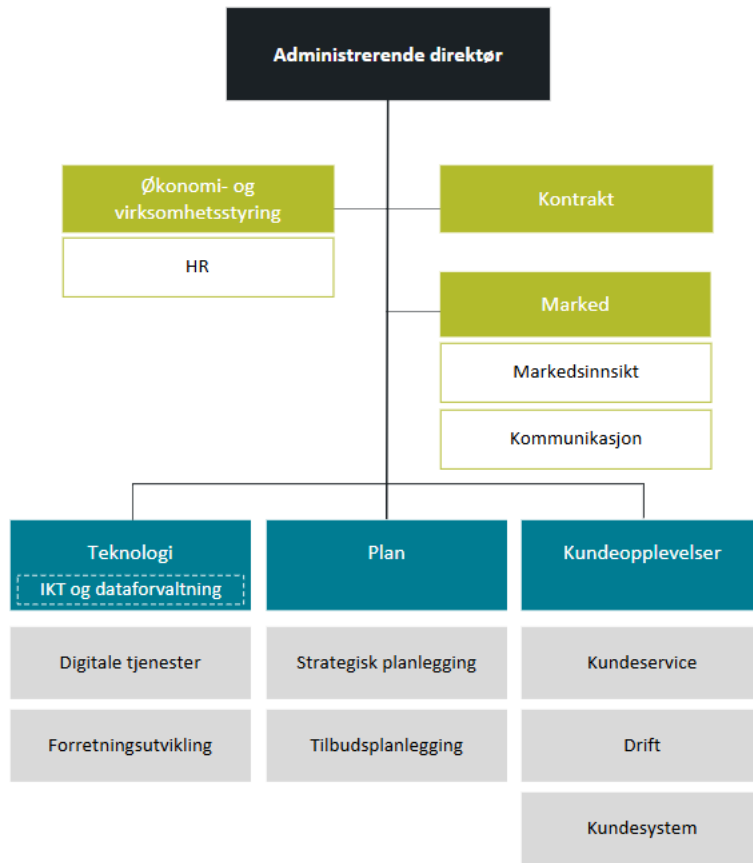 Administrerende direktør
Økonomi- og
virksomhetsstyring
HR
Kontrakt
Marked
Markedsinnsikt
Kommunikasjon
Teknologi
IKT og dataforvaltning
Digitale tjenester
Forretningsutvikling
Plan
Strategisk planlegging
Tilbudsplanlegging
Kundeopplevelser
Kundeservice
Drift
Kundesystem